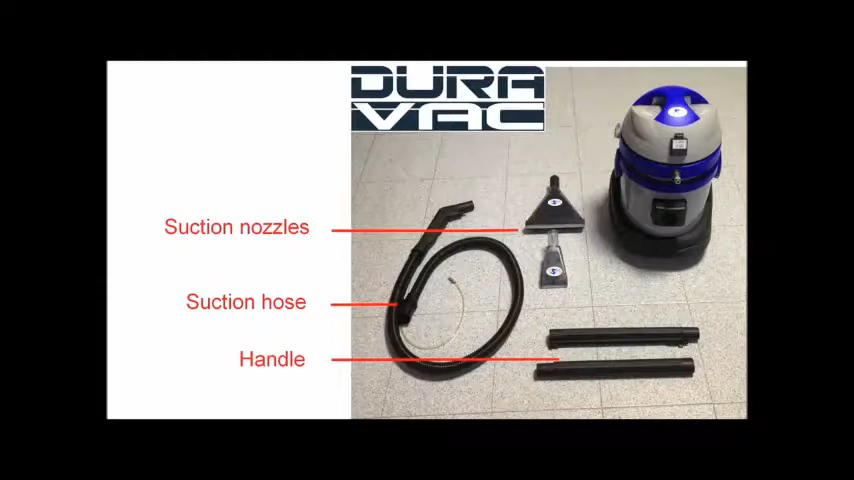 DURA
VAC
Suction nozzles
Suction hose
Handle